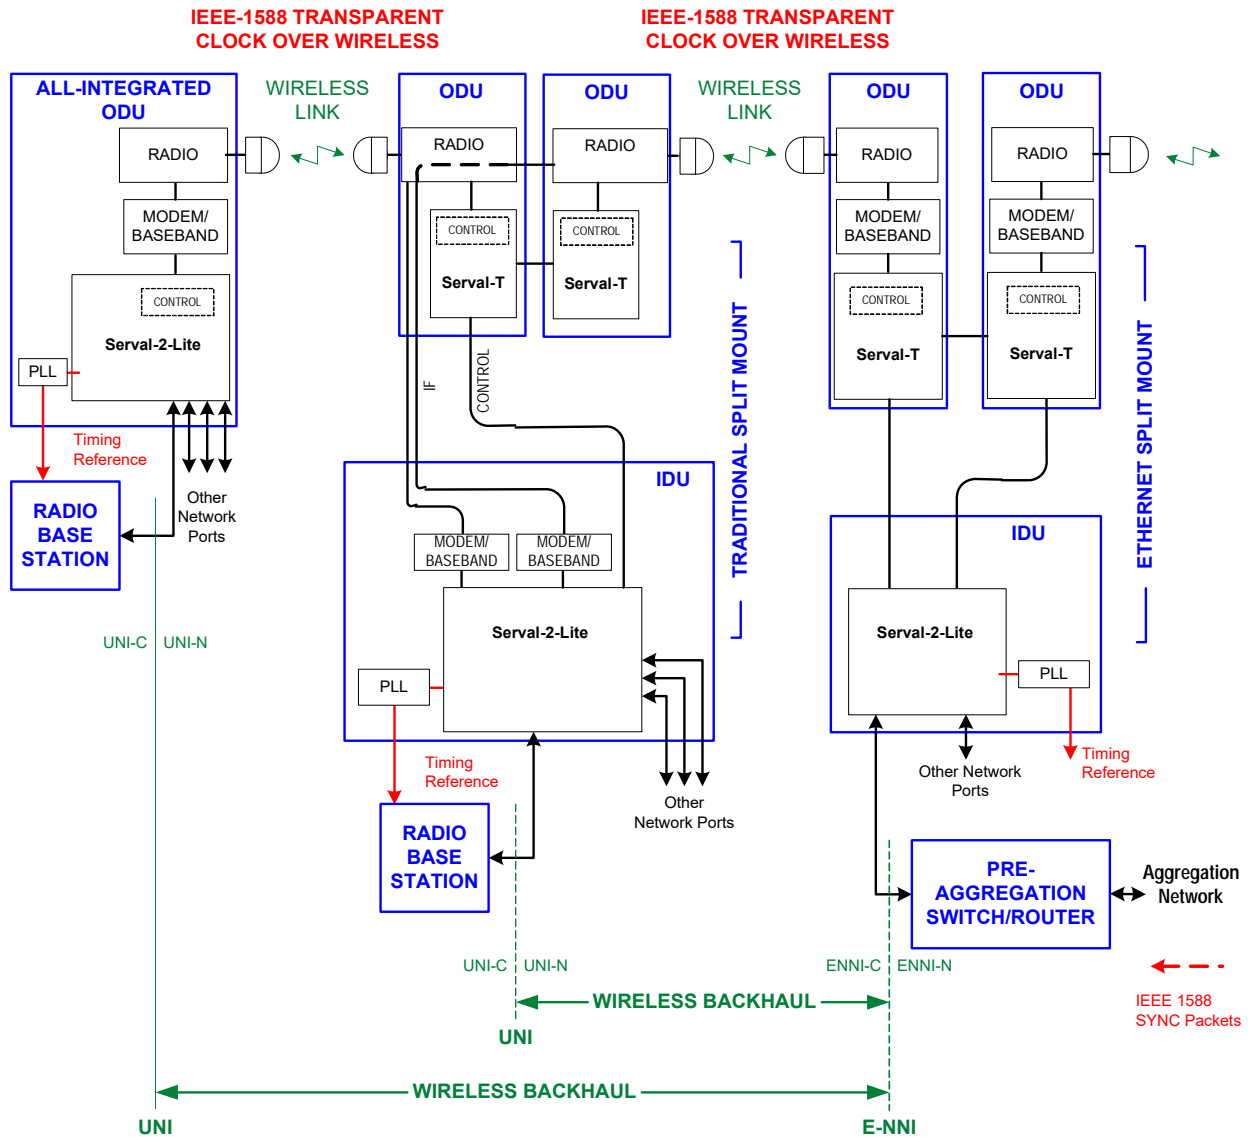 IEEE-1588 TRANSPARENT
CLOCK OVER WIRELESS
IEEE-1588 TRANSPARENT
CLOCK OVER WIRELESS
ALL-INTEGRATED
ODU
WIRELESS
LINK
ODU
ODU
WIRELESS
LINK
ODU
ODU
RADIO
RADIO
RADIO
RADIO
RADIO
MODEM/
BASEBAND
MODEM/
BASEBAND
MODEM/
BASEBAND
CONTROL
CONTROL
Serval-T
Serval-T
CONTROL
Serval-2-Lite
PLL
CONTROL
CONTROL
Serval-T
Serval-T
IF
CONTROL
TRADITIONAL SPLIT MOUNT
ETHERNET SPLIT MOUNT
Timing
Reference
Other
Network
Ports
RADIO
BASE
STATION
IDU
MODEM/
BASEBAND
MODEM/
BASEBAND
Serval-2-Lite
PLL
IDU
Serval-2-Lite
PLL
UNI-C
UNI-N
Timing
Reference
Other
Network Ports
Other Network
Ports
Timing
Reference
RADIO
BASE
STATION
PRE-
AGGREGATION
SWITCH/ROUTER
Aggregation
Network
UNI-C
UNI-N
ENNI-C
ENNI-N
WIRELESS BACKHAUL
IEEE 1588
SYNC Packets
UNI
WIRELESS BACKHAUL
UNI
E-NNI